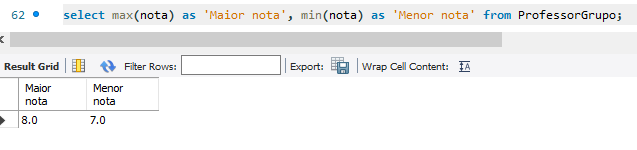 62 select max(nota) as 'Maior nota', min(nota) as 'Menor nota' from ProfessorGrupo;
Result Grid Filter Rows: Export: Wrap Cell Content:
Maior nota Menor nota
8.0 7.0